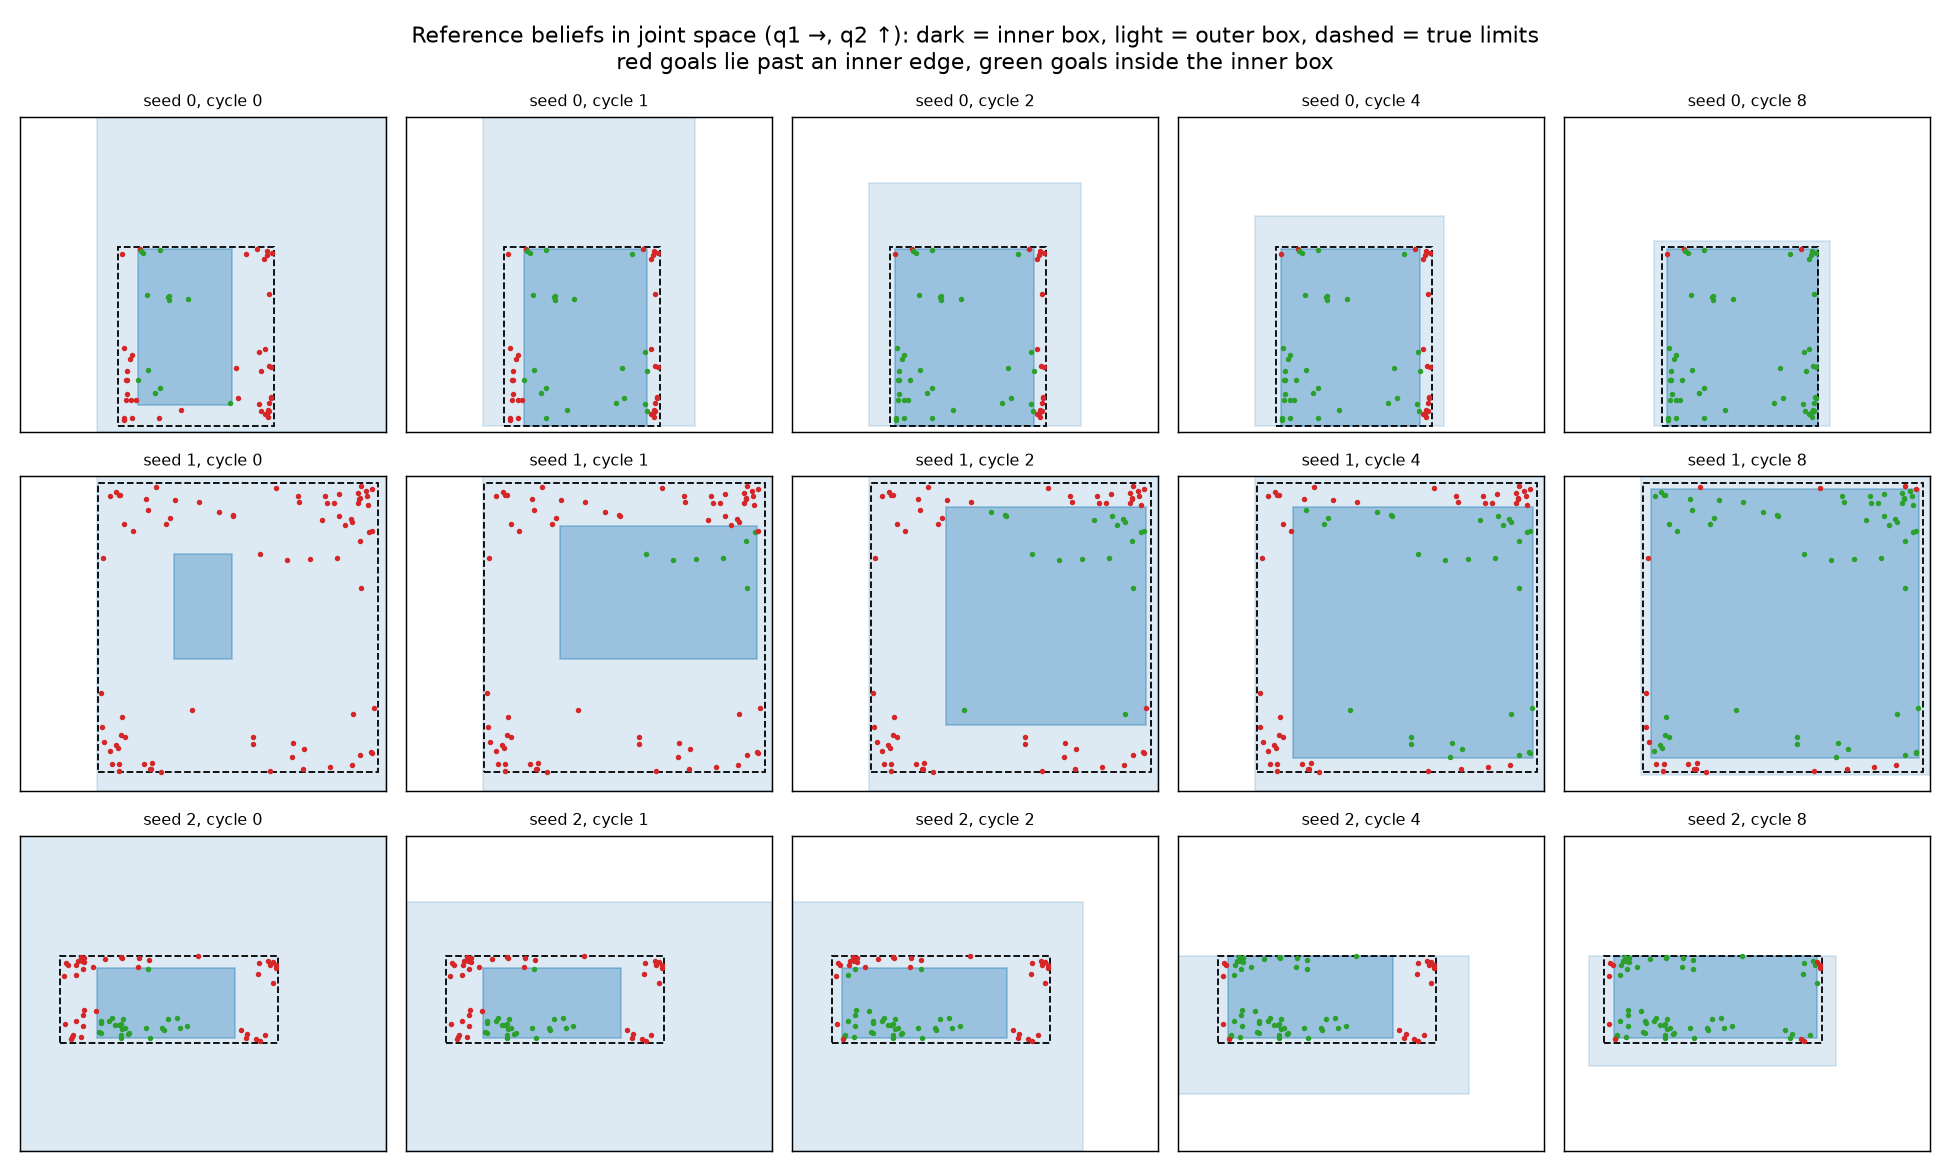 Reference beliefs in joint space (q1 →, q2 ↑): dark = inner box, light = outer box, dashed = true limits
red goals lie past an inner edge, green goals inside the inner box
seed 0, cycle 0
seed 0, cycle 1
seed 0, cycle 2
seed 0, cycle 4
seed 0, cycle 8
seed 1, cycle 0
seed 1, cycle 1
seed 1, cycle 2
seed 1, cycle 4
seed 1, cycle 8
seed 2, cycle 0
seed 2, cycle 1
seed 2, cycle 2
seed 2, cycle 4
seed 2, cycle 8